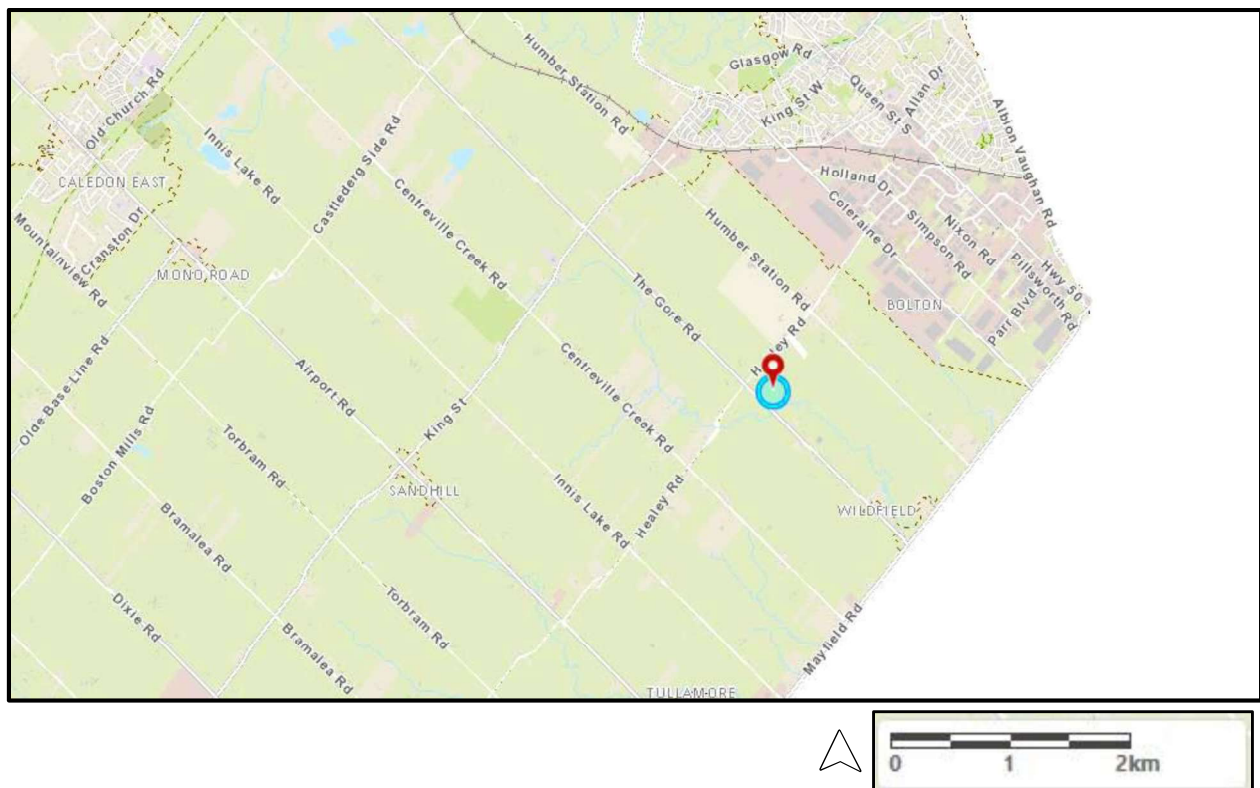 Glasgow Rd
Humber Station Rd
King St W
Queen St S
Allan Dr
Old Church Rd
Albion Vaughan Rd
Innis Lake Rd
Castlederg Side Rd
CALEDON EAST
Centreville Creek Rd
Holland Dr
Coleraine Dr
Simpson Rd
Nixon Rd
Pillsworth Rd
Hwy 50
Parr Blvd
Mountainview Rd
Cranston Dr
MONO ROAD
Humber Station Rd
The Gore Rd
BOLTON
Healey Rd
Olde Base Line Rd
Airport Rd
Centreville Creek Rd
King St
Boston Mills Rd
Torbram Rd
SANDHILL
Innis Lake Rd
Healey Rd
WILDFIELD
Bramalea Rd
Dixie Rd
Torbram Rd
Bramalea Rd
Mayfield Rd
TULLAMORE
0 1 2km